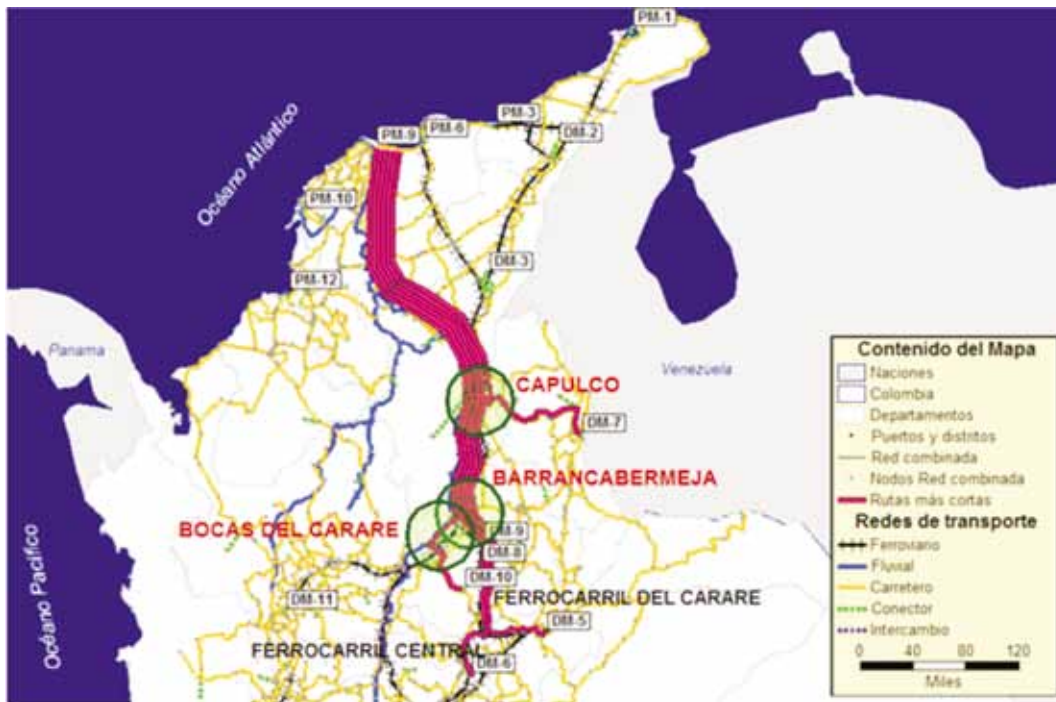 PM-1
PM-3
PM-6
PM-9
DM-2
Océano Atlántico
PM-10
DM-3
PM-12
Panama
Venezuela
CAPULCO
DM-7
BARRANCABERMEJA
BOCAS DEL CARARE
PM-9
DM-8
DM-10
DM-11
FERROCARRIL DEL CARARE
DM-5
FERROCARRIL CENTRAL
DM-6
Océano Pacífico
Contenido del Mapa
Naciones
Colombia
Departamentos
Puertos y distritos
Red combinada
Nodos Red combinada
Rutas más cortas
Redes de transporte
Ferroviario
Fluvial
Carretero
Conector
Intercambio
0 40 80 120
Miles